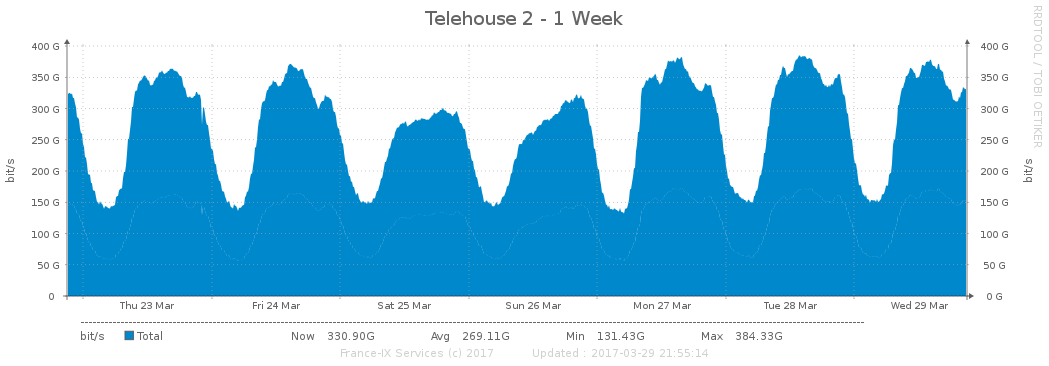 Telehouse 2 - 1 Week
RRDTOOL / TOBI OETIKER
bit/s
400 G 400 G
350 G 350 G
300 G 300 G
250 G 250 G
200 G 200 G
150 G 150 G
100 G 100 G
50 G 50 G
0 0 G
bit/s
Thu 23 Mar Fri 24 Mar Sat 25 Mar Sun 26 Mar Mon 27 Mar Tue 28 Mar Wed 29 Mar
bit/s Total Now 330.90G Avg 269.11G Min 131.43G Max 384.33G
France-IX Services (c) 2017 Updated : 2017-03-29 21:55:14